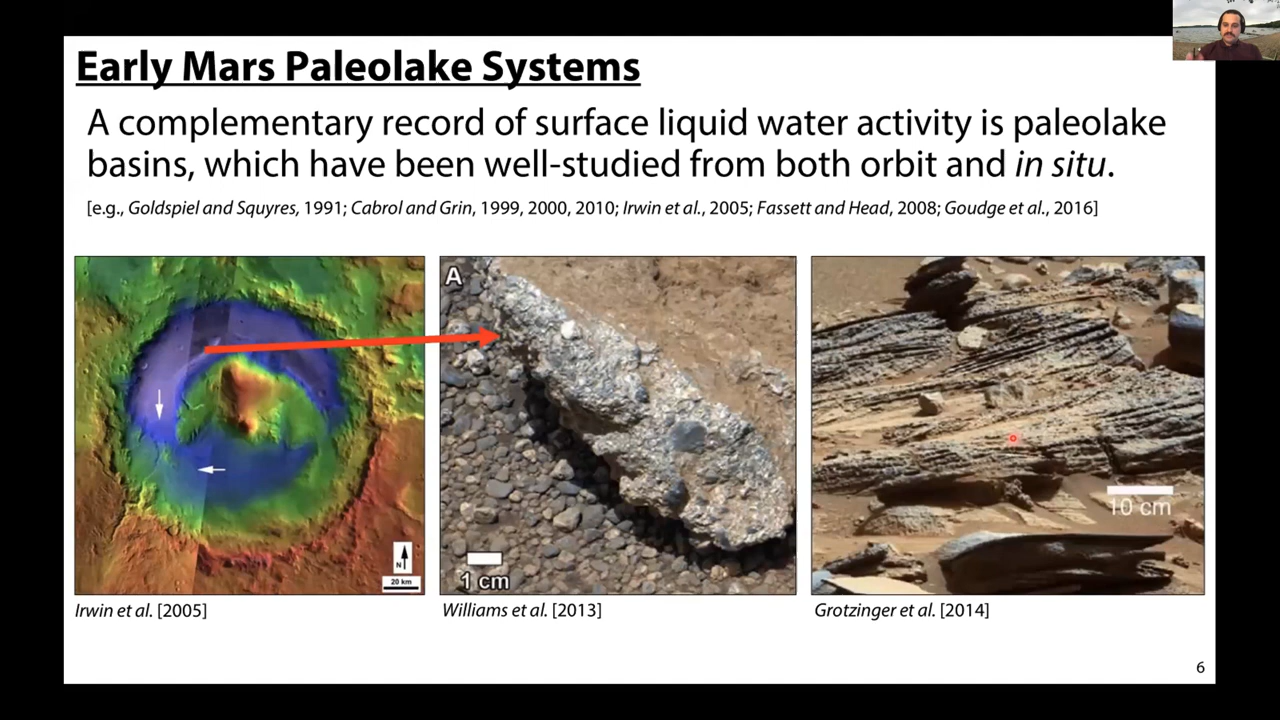 Early Mars Paleolake Systems
A complementary record of surface liquid water activity is paleolake
basins, which have been well-studied from both orbit and in situ.
[e.g., Goldspiel and Squyres, 1991; Cabrol and Grin, 1999, 2000, 2010; Irwin et al., 2005; Fassett and Head, 2008; Goudge et al., 2016]
A
N
20 km
1 cm
10 cm
Irwin et al. [2005]
Williams et al. [2013]
Grotzinger et al. [2014]
6